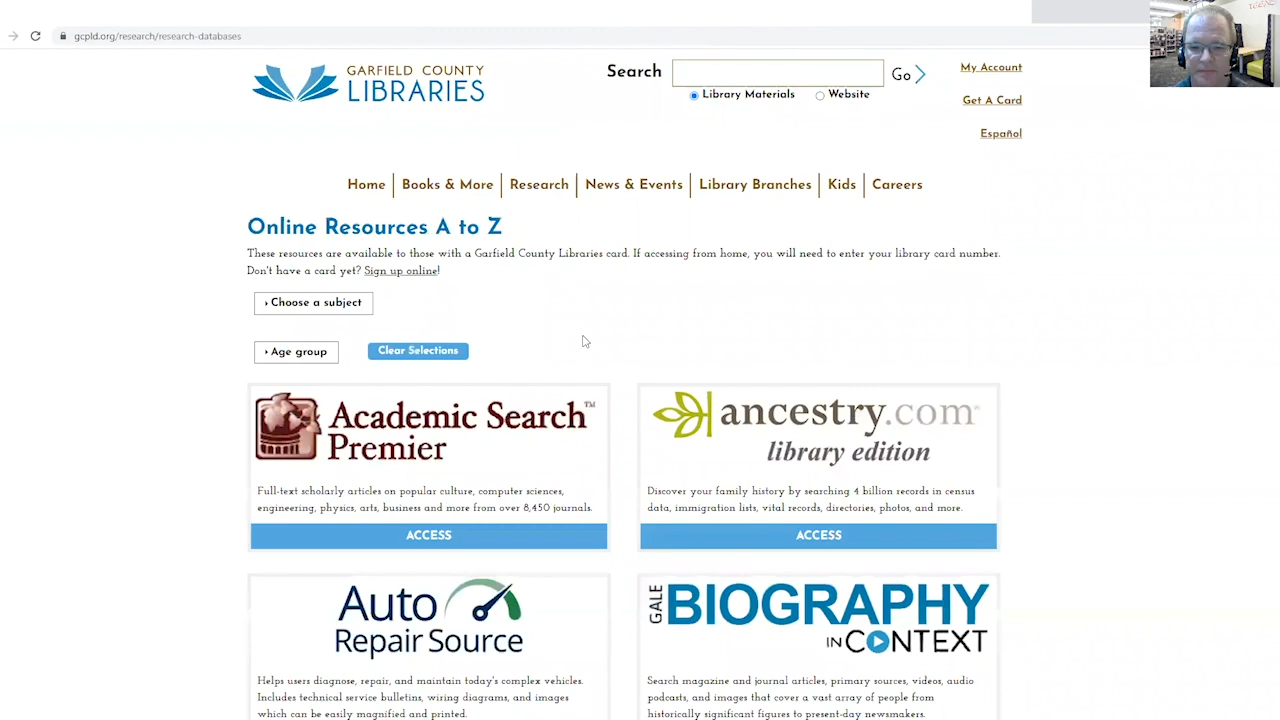 gcpld.org/research/research-databases
GARFIELD COUNTY
LIBRARIES
Search
Go
Library Materials
Website
My Account
Get A Card
Español
Home
Books & More
Research
News & Events
Library Branches
Kids
Careers
Online Resources A to Z
These resources are available to those with a Garfield County Libraries card. If accessing from home, you will need to enter your library card number.
Don't have a card yet? Sign up online!
Choose a subject
Age group
Clear Selections
Academic Search™
Premier
Full-text scholarly articles on popular culture, computer sciences,
engineering, physics, arts, business and more from over 8,450 journals.
ACCESS
ancestry.com®
library edition
Discover your family history by searching 4 billion records in census
data, immigration lists, vital records, directories, photos, and more.
ACCESS
Auto
Repair Source
Helps users diagnose, repair, and maintain today's complex vehicles.
Includes technical service bulletins, wiring diagrams, and images
which can be easily magnified and printed.
GALE
BIOGRAPHY
IN CONTEXT
Search magazine and journal articles, primary sources, videos, audio
podcasts, and images that cover a vast array of people from
historically significant figures to present-day newsmakers.